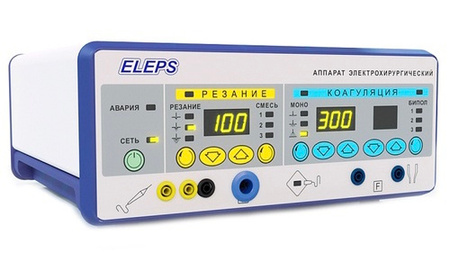 ELEPS
АППАРАТ ЭЛЕКТРОХИРУРГИЧЕСКИЙ
РЕЗАНИЕ
КОАГУЛЯЦИЯ
АВАРИЯ
РЕЗАНИЕ
СМЕСЬ
МОНО
БИПОЛ
100
300
1
2
3
1
2
3
СЕТЬ
F